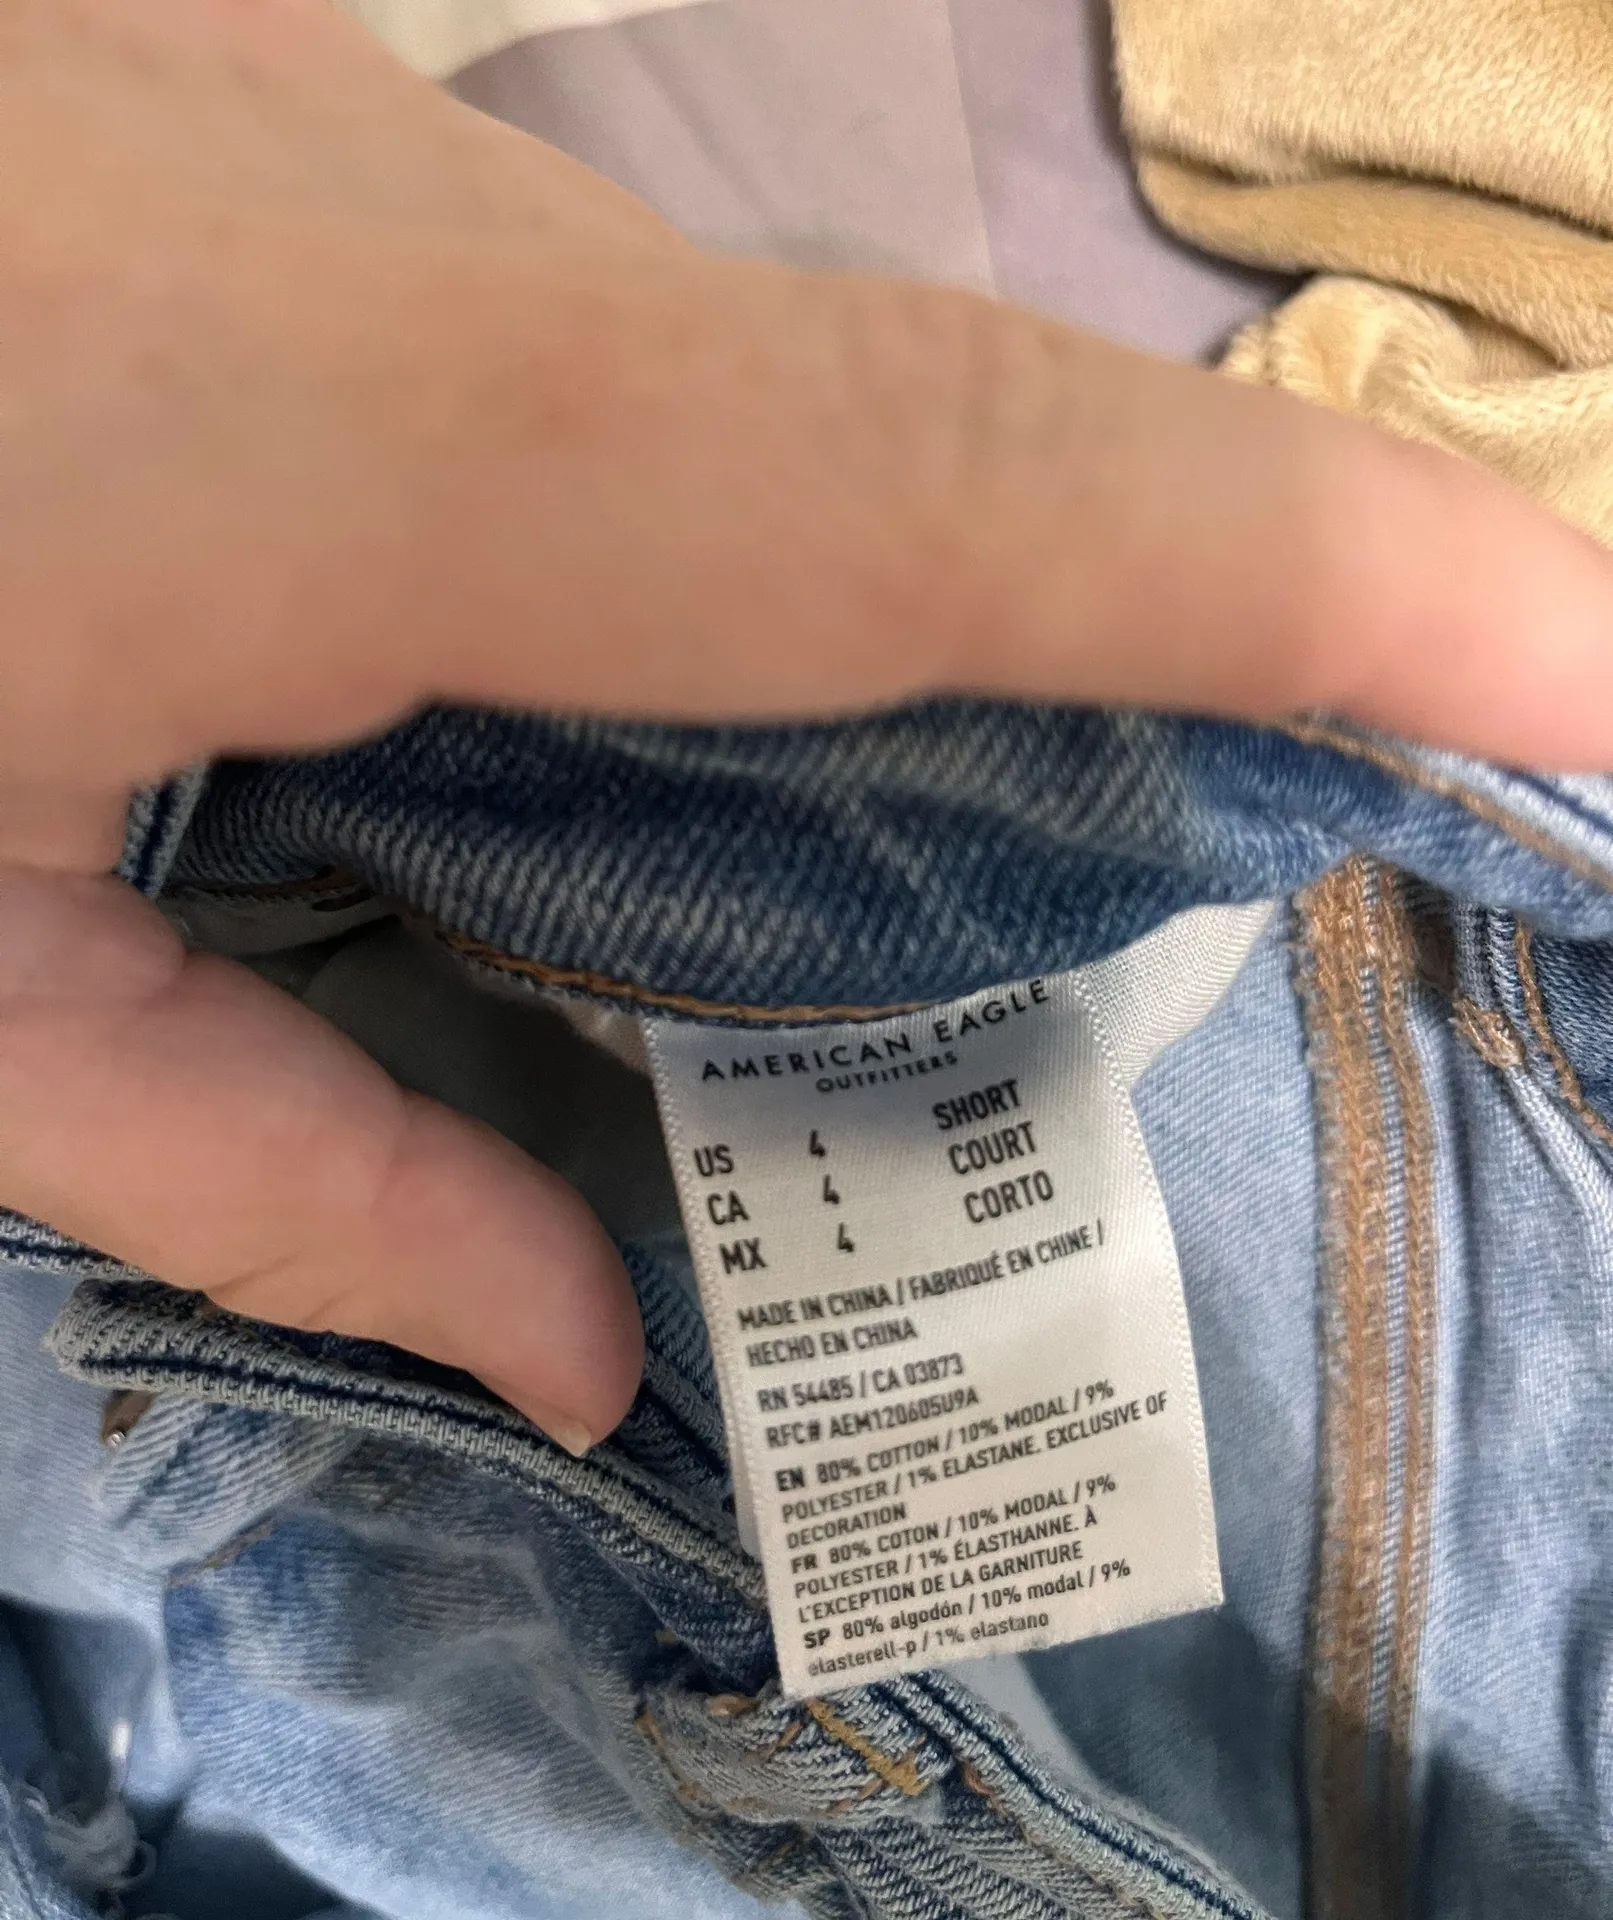 AMERICAN EAGLE
OUTFITTERS
US 4 SHORT
CA 4 COURT
MX 4 CORTO
MADE IN CHINA / FABRIQUÉ EN CHINE /
HECHO EN CHINA
RN 54485 / CA 03873
RFC# AEM120605U9A
EN 80% COTTON / 10% MODAL / 9%
POLYESTER / 1% ELASTANE. EXCLUSIVE OF
DECORATION
FR 80% COTON / 10% MODAL / 9%
POLYESTER / 1% ÉLASTHANNE. À
L'EXCEPTION DE LA GARNITURE
SP 80% algodón / 10% modal / 9%
elasterell-p / 1% elastano